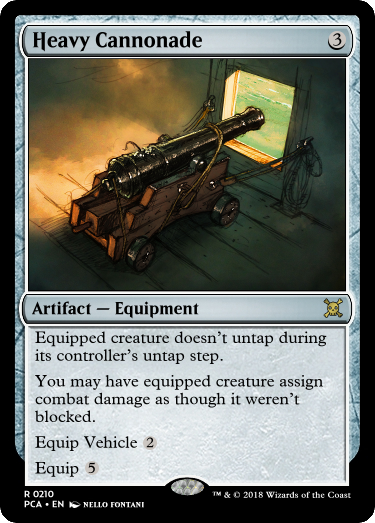 Heavy Cannonade 3
Artifact — Equipment
Equipped creature doesn't untap during
its controller's untap step.
You may have equipped creature assign
combat damage as though it weren't
blocked.
Equip Vehicle 2
Equip 5
R 0210
PCA • EN NELLO FONTANI
™ & © 2018 Wizards of the Coast